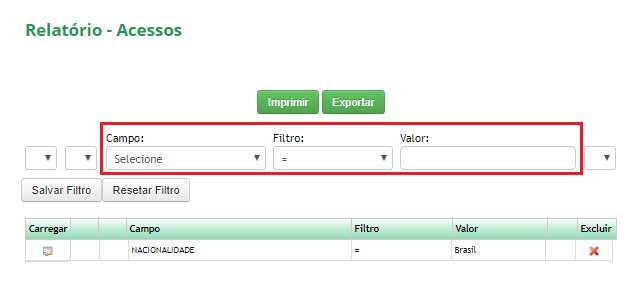 Relatório - Acessos
Imprimir Exportar
Campo: Filtro: Valor:
Selecione =
Salvar Filtro Resetar Filtro
Carregar Campo Filtro Valor Excluir
NACIONALIDADE = Brasil